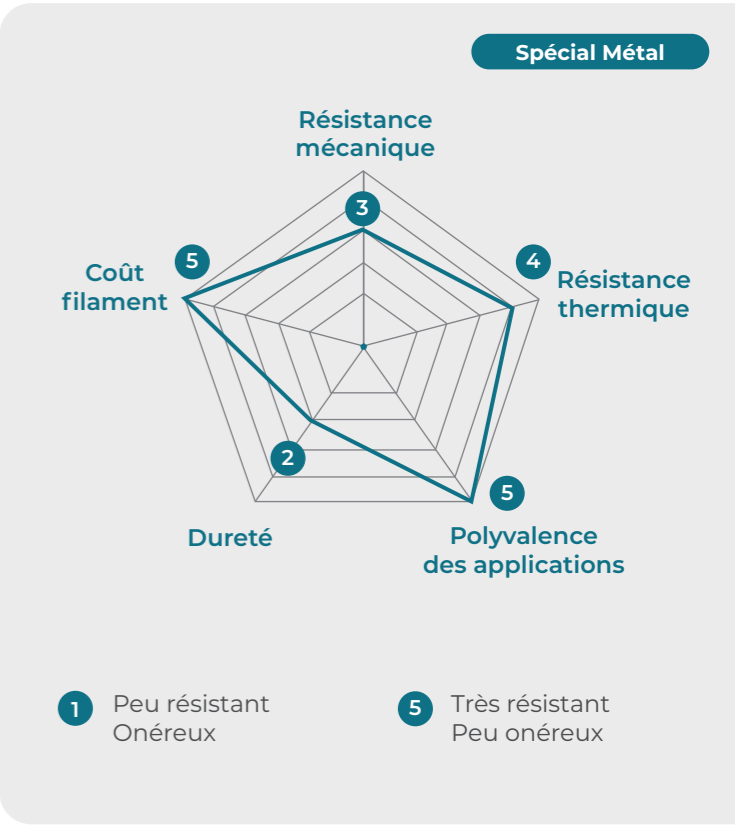 Spécial Métal
Résistance
mécanique
3
5
4
Coût
filament
Résistance
thermique
2
5
Dureté
Polyvalence
des applications
1
Peu résistant
Onéreux
5
Très résistant
Peu onéreux